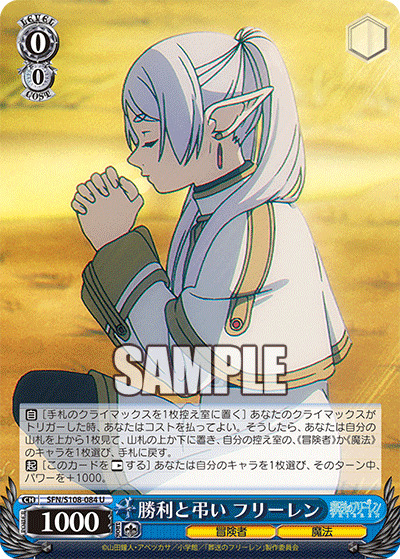 LEVEL
0
0
COST
SAMPLE
自[手札のクライマックスを1枚控え室に置く]あなたのクライマックスが
トリガーした時、あなたはコストを払ってよい。そうしたら、あなたは自分の
山札を上から1枚見て、山札の上か下に置き、自分の控え室の、《冒険者》か《魔法》
のキャラを1枚選び、手札に戻す。
起[このカードを する]あなたは自分のキャラを1枚選び、そのターン中、
パワーを+1000。
CH SFN/S108-084 U
1000
勝利と弔い フリーレン
葬送のフリーレン
冒険者
魔法
©山田鐘人・アベツカサ/小学館/「葬送のフリーレン」製作委員会